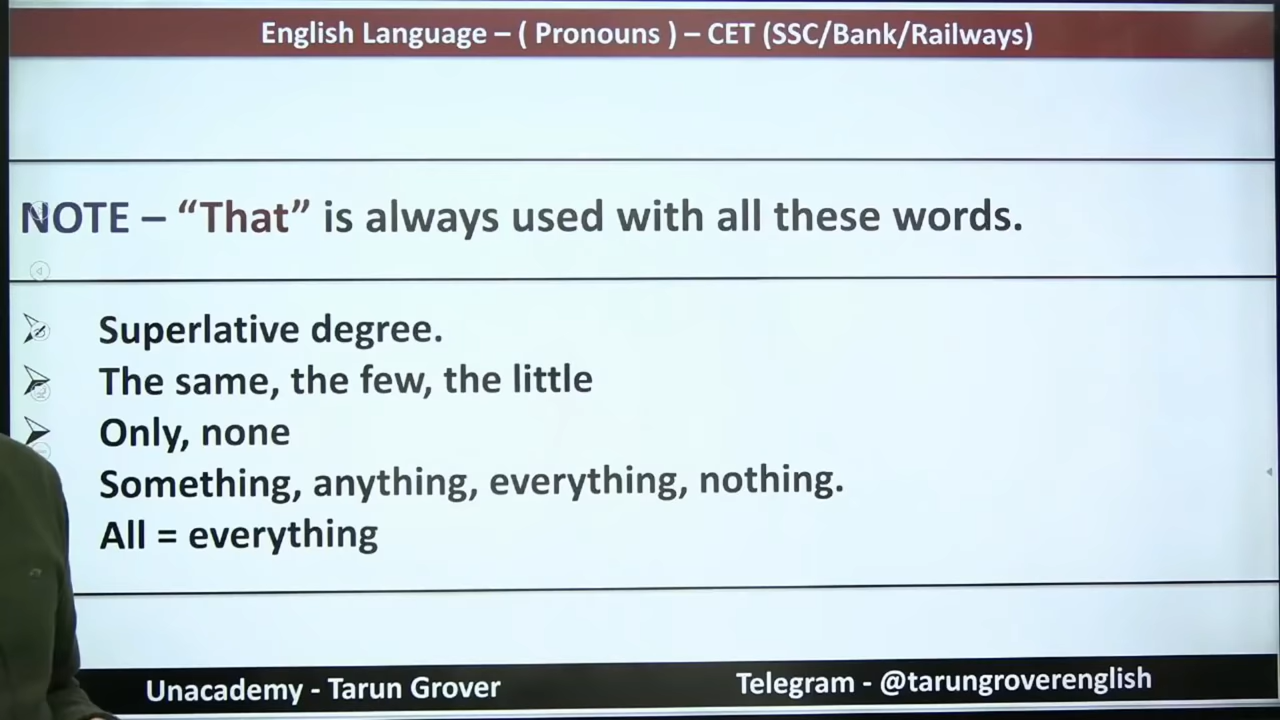 English Language – ( Pronouns ) – CET (SSC/Bank/Railways)
NOTE – “That” is always used with all these words.
Superlative degree.
The same, the few, the little
Only, none
Something, anything, everything, nothing.
All = everything
Unacademy - Tarun Grover
Telegram - @tarungroverenglish